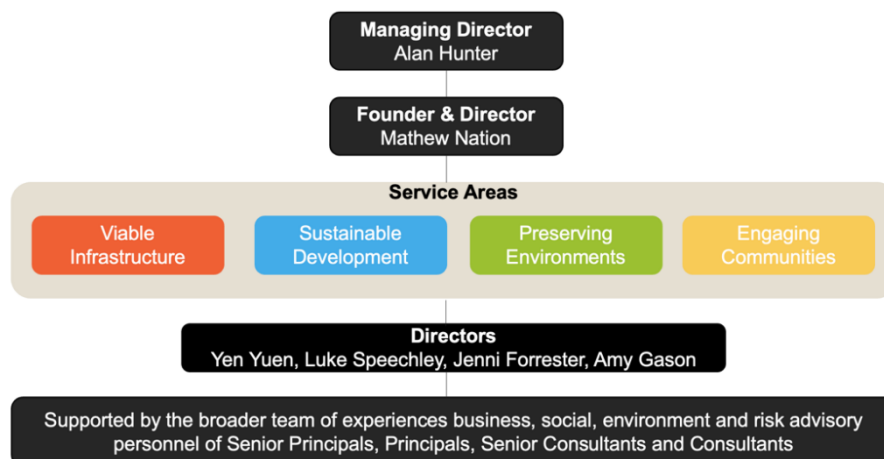 Managing Director
Alan Hunter
Founder & Director
Mathew Nation
Service Areas
Viable
Infrastructure
Sustainable
Development
Preserving
Environments
Engaging
Communities
Directors
Yen Yuen, Luke Speechley, Jenni Forrester, Amy Gason
Supported by the broader team of experiences business, social, environment and risk advisory
personnel of Senior Principals, Principals, Senior Consultants and Consultants